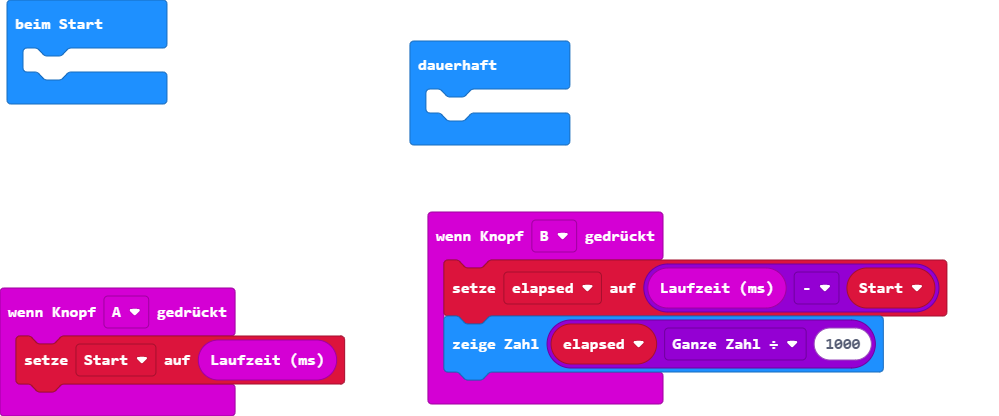 beim Start
dauerhaft
wenn Knopf A gedrückt
setze Start auf Laufzeit (ms)
wenn Knopf B gedrückt
setze elapsed auf Laufzeit (ms) - Start
zeige Zahl elapsed Ganze Zahl ÷ 1000